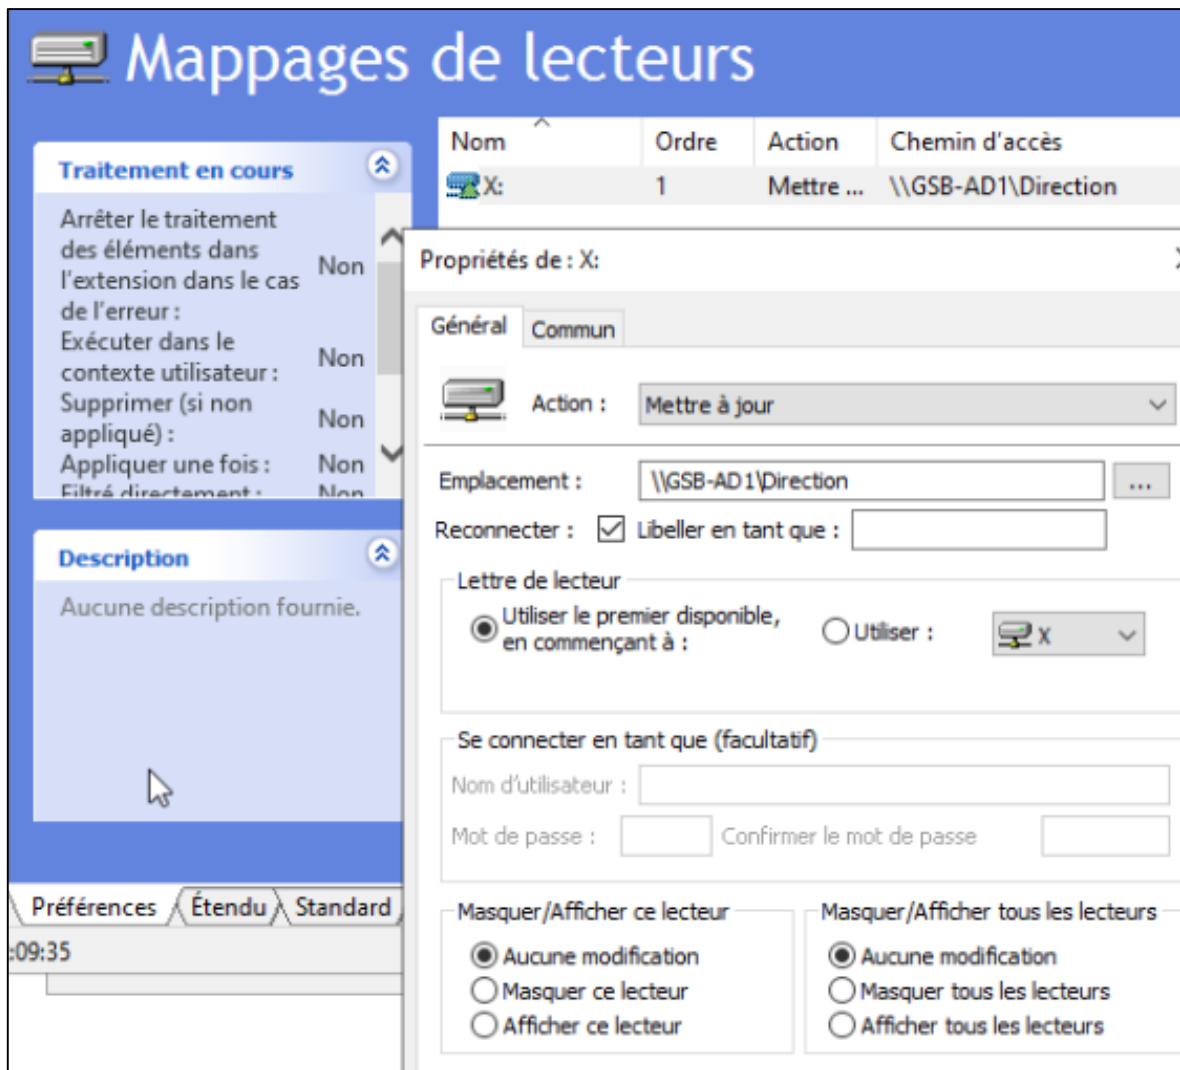 Mappages de lecteurs
Nom Ordre Action Chemin d'accès
X: 1 Mettre ... \\GSB-AD1\Direction
Traitement en cours
Arrêter le traitement
des éléments dans
l'extension dans le cas
de l'erreur : Non
Exécuter dans le
contexte utilisateur : Non
Supprimer (si non
appliqué) : Non
Appliquer une fois : Non
Filtré directement : Non
Description
Aucune description fournie.
Préférences Étendu Standard
:09:35
Propriétés de : X:
Général Commun
Action : Mettre à jour
Emplacement : \\GSB-AD1\Direction ...
Reconnecter : Libeller en tant que :
Lettre de lecteur
Utiliser le premier disponible,
en commençant à :
Utiliser : X
Se connecter en tant que (facultatif)
Nom d'utilisateur :
Mot de passe : Confirmer le mot de passe
Masquer/Afficher ce lecteur
Aucune modification
Masquer ce lecteur
Afficher ce lecteur
Masquer/Afficher tous les lecteurs
Aucune modification
Masquer tous les lecteurs
Afficher tous les lecteurs